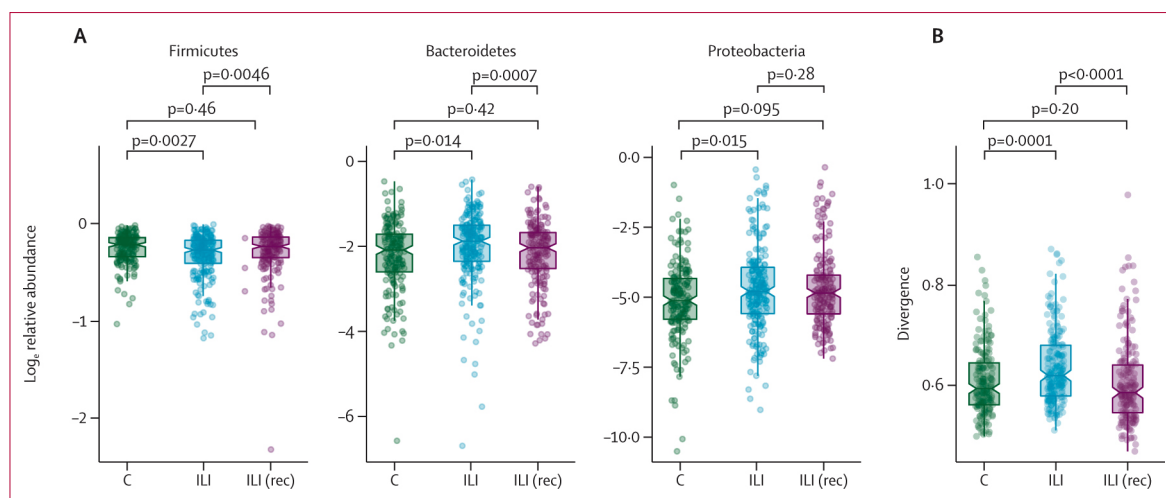 A
B
Firmicutes
Bacteroidetes
Proteobacteria
p=0·0046
p=0·46
p=0·0027
p=0·0007
p=0·42
p=0·014
p=0·28
p=0·095
p=0·015
p<0·0001
p=0·20
p=0·0001
Logₑ relative abundance
0
–1
–2
C
ILI
ILI (rec)
0
–2
–4
–6
C
ILI
ILI (rec)
0·0
–2·5
–5·0
–7·5
–10·0
C
ILI
ILI (rec)
Divergence
1·0
0·8
0·6
C
ILI
ILI (rec)